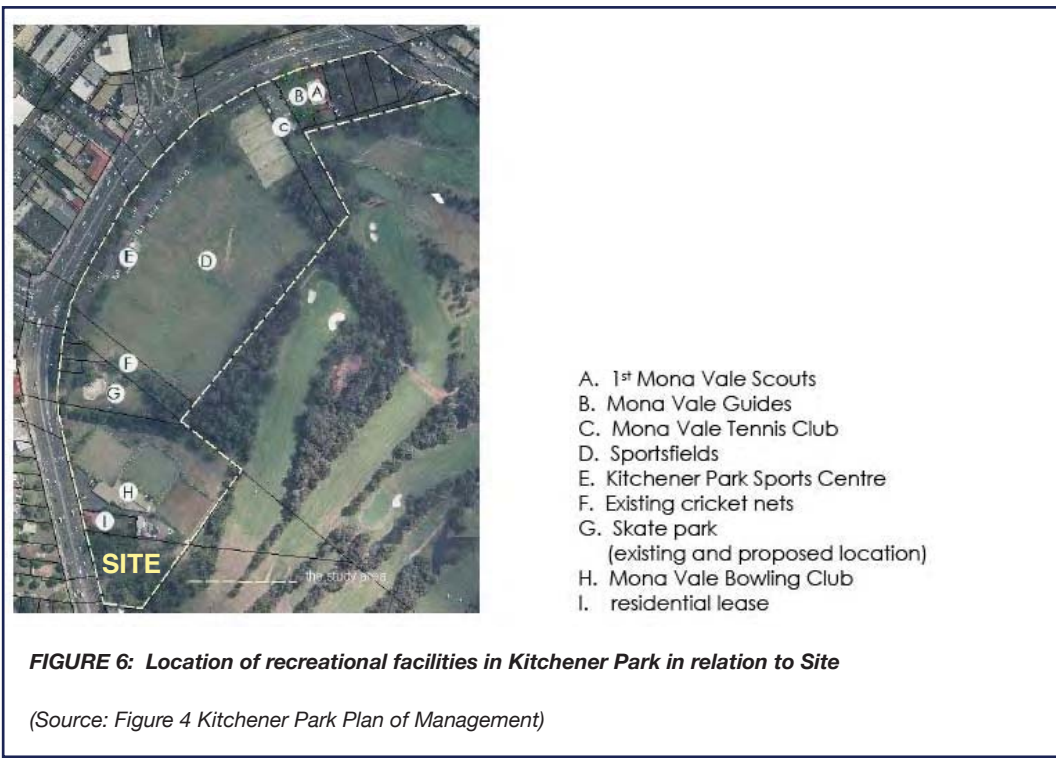 B A
C
E
D
F
G
H
I
SITE
the study area
A. 1st Mona Vale Scouts
B. Mona Vale Guides
C. Mona Vale Tennis Club
D. Sportsfields
E. Kitchener Park Sports Centre
F. Existing cricket nets
G. Skate park
(existing and proposed location)
H. Mona Vale Bowling Club
I. residential lease
FIGURE 6: Location of recreational facilities in Kitchener Park in relation to Site
(Source: Figure 4 Kitchener Park Plan of Management)